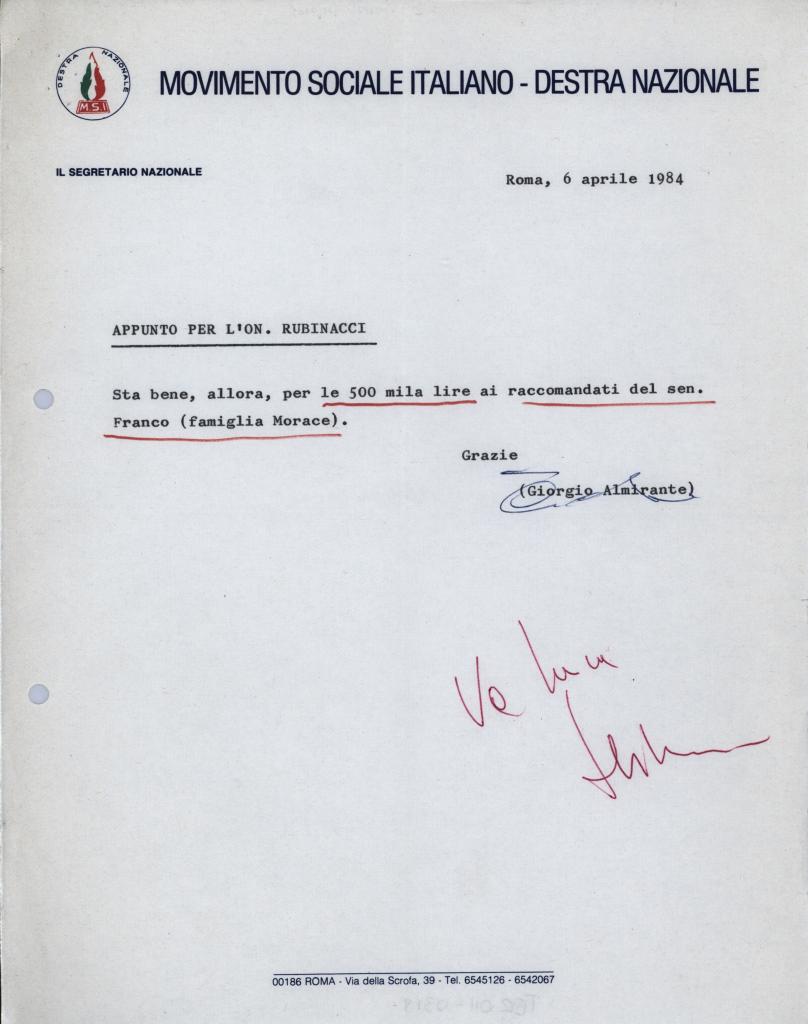 DESTRA NAZIONALE
M.S.I
MOVIMENTO SOCIALE ITALIANO - DESTRA NAZIONALE
IL SEGRETARIO NAZIONALE
Roma, 6 aprile 1984
APPUNTO PER L'ON. RUBINACCI
Sta bene, allora, per le 500 mila lire ai raccomandati del sen.
Franco (famiglia Morace).
Grazie
(Giorgio Almirante)
Va
00186 ROMA - Via della Scrofa, 39 - Tel. 6545126 - 6542067